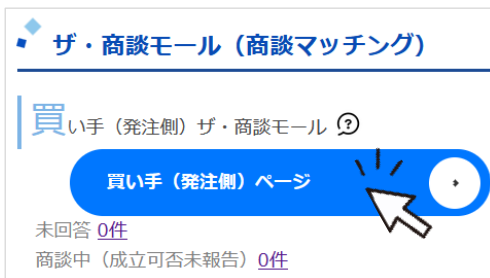 ザ・商談モール（商談マッチング）
買い手（発注側）ザ・商談モール ?
買い手（発注側）ページ
未回答 0件
商談中（成立可否未報告）0件